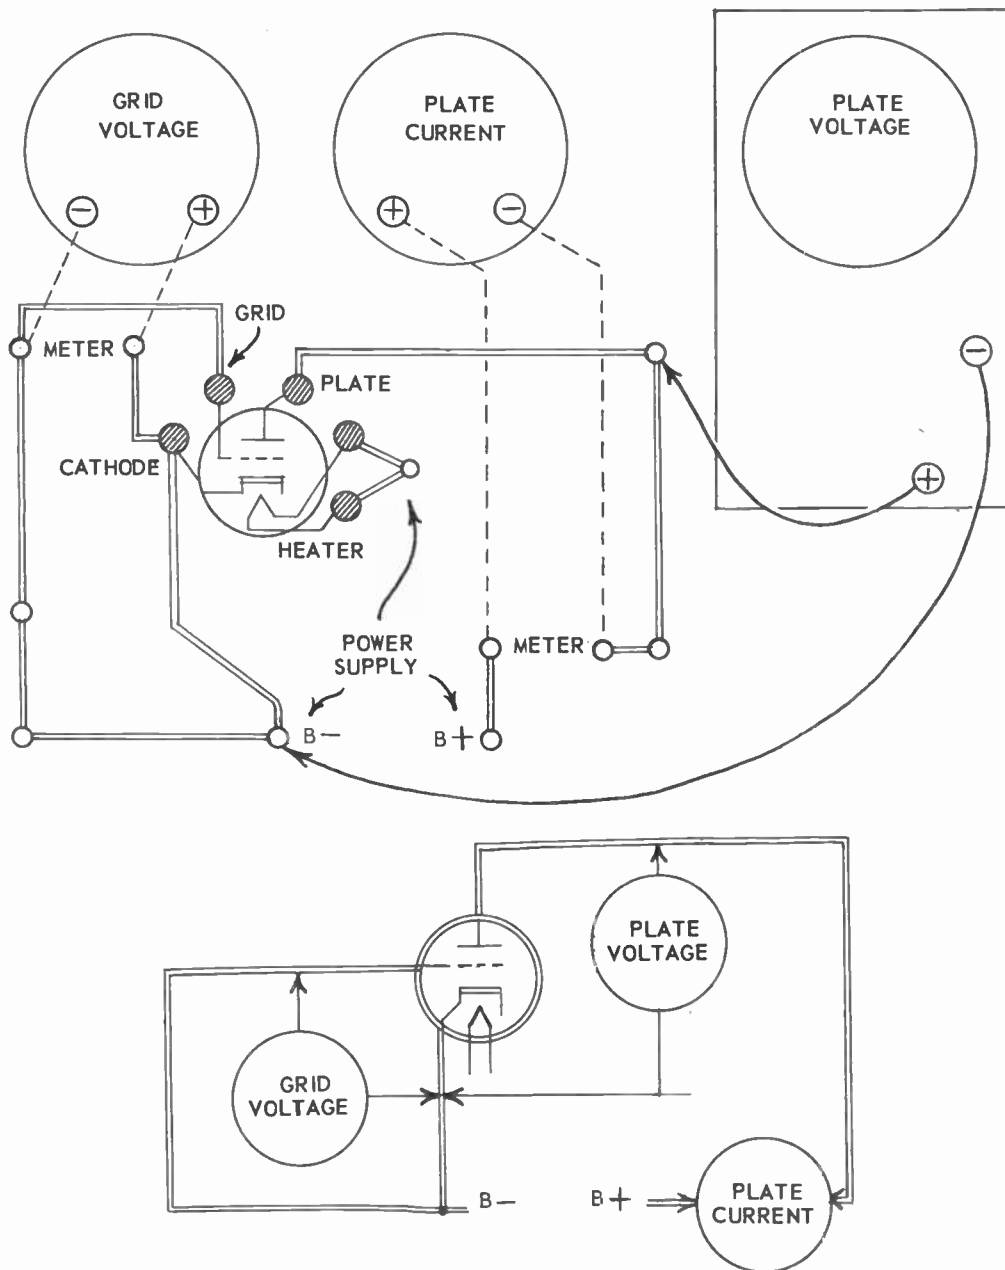 GRID
VOLTAGE
PLATE
CURRENT
PLATE
VOLTAGE
−
+
+
−
GRID
METER
PLATE
−
CATHODE
+
HEATER
POWER
SUPPLY
METER
B−
B+
PLATE
VOLTAGE
GRID
VOLTAGE
B−
B+
PLATE
CURRENT